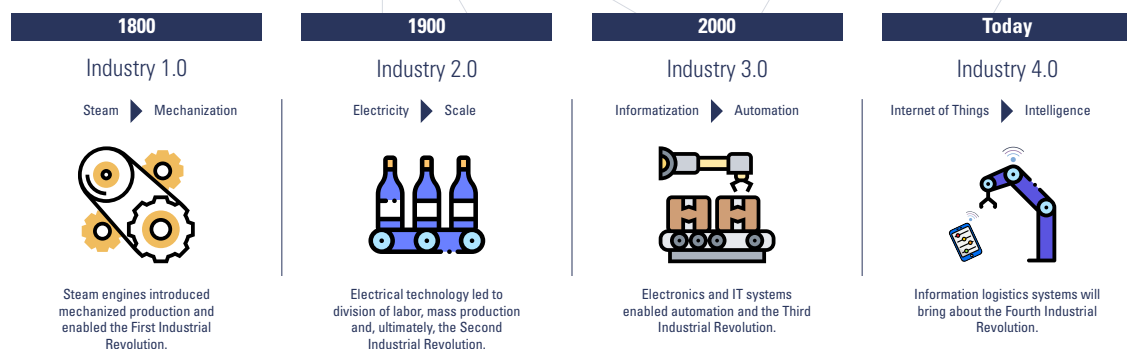 1800
Industry 1.0
Steam Mechanization
Steam engines introduced
mechanized production and
enabled the First Industrial
Revolution.
1900
Industry 2.0
Electricity Scale
Electrical technology led to
division of labor, mass production
and, ultimately, the Second
Industrial Revolution.
2000
Industry 3.0
Informatization Automation
Electronics and IT systems
enabled automation and the Third
Industrial Revolution.
Today
Industry 4.0
Internet of Things Intelligence
Information logistics systems will
bring about the Fourth Industrial
Revolution.